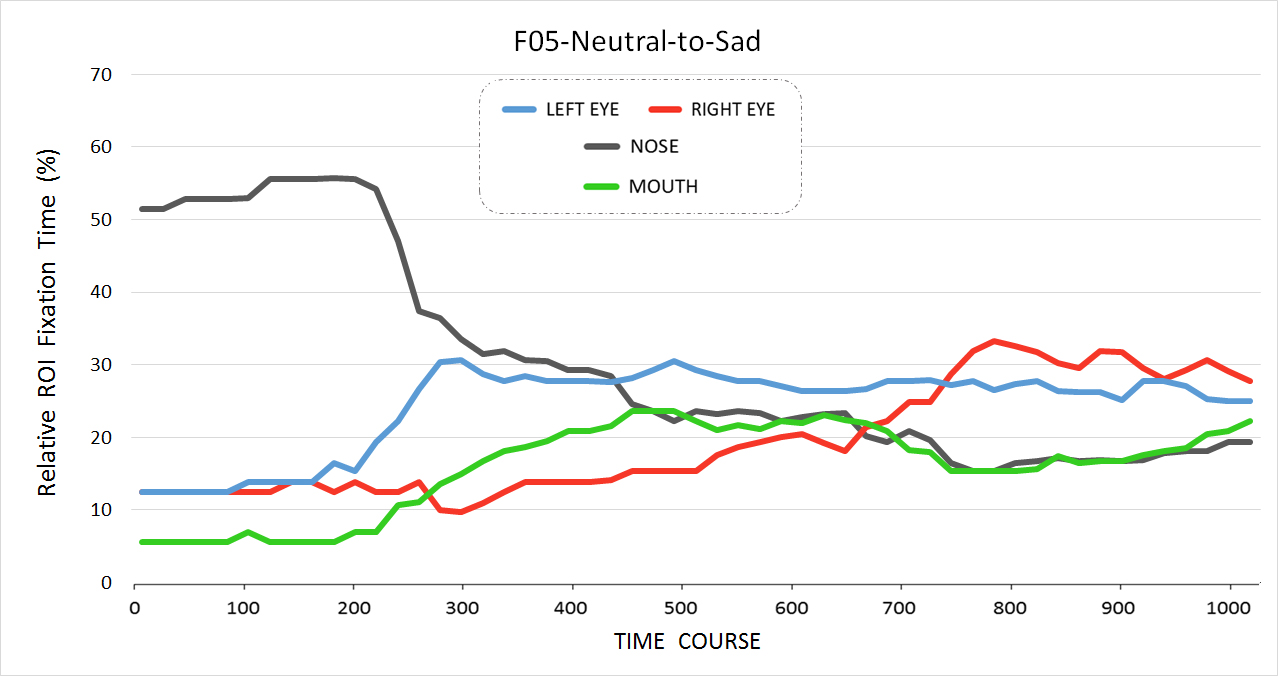 F05-Neutral-to-Sad
LEFT EYE RIGHT EYE
NOSE
MOUTH
Relative ROI Fixation Time (%)
70
60
50
40
30
20
10
0
0 100 200 300 400 500 600 700 800 900 1000
TIME COURSE